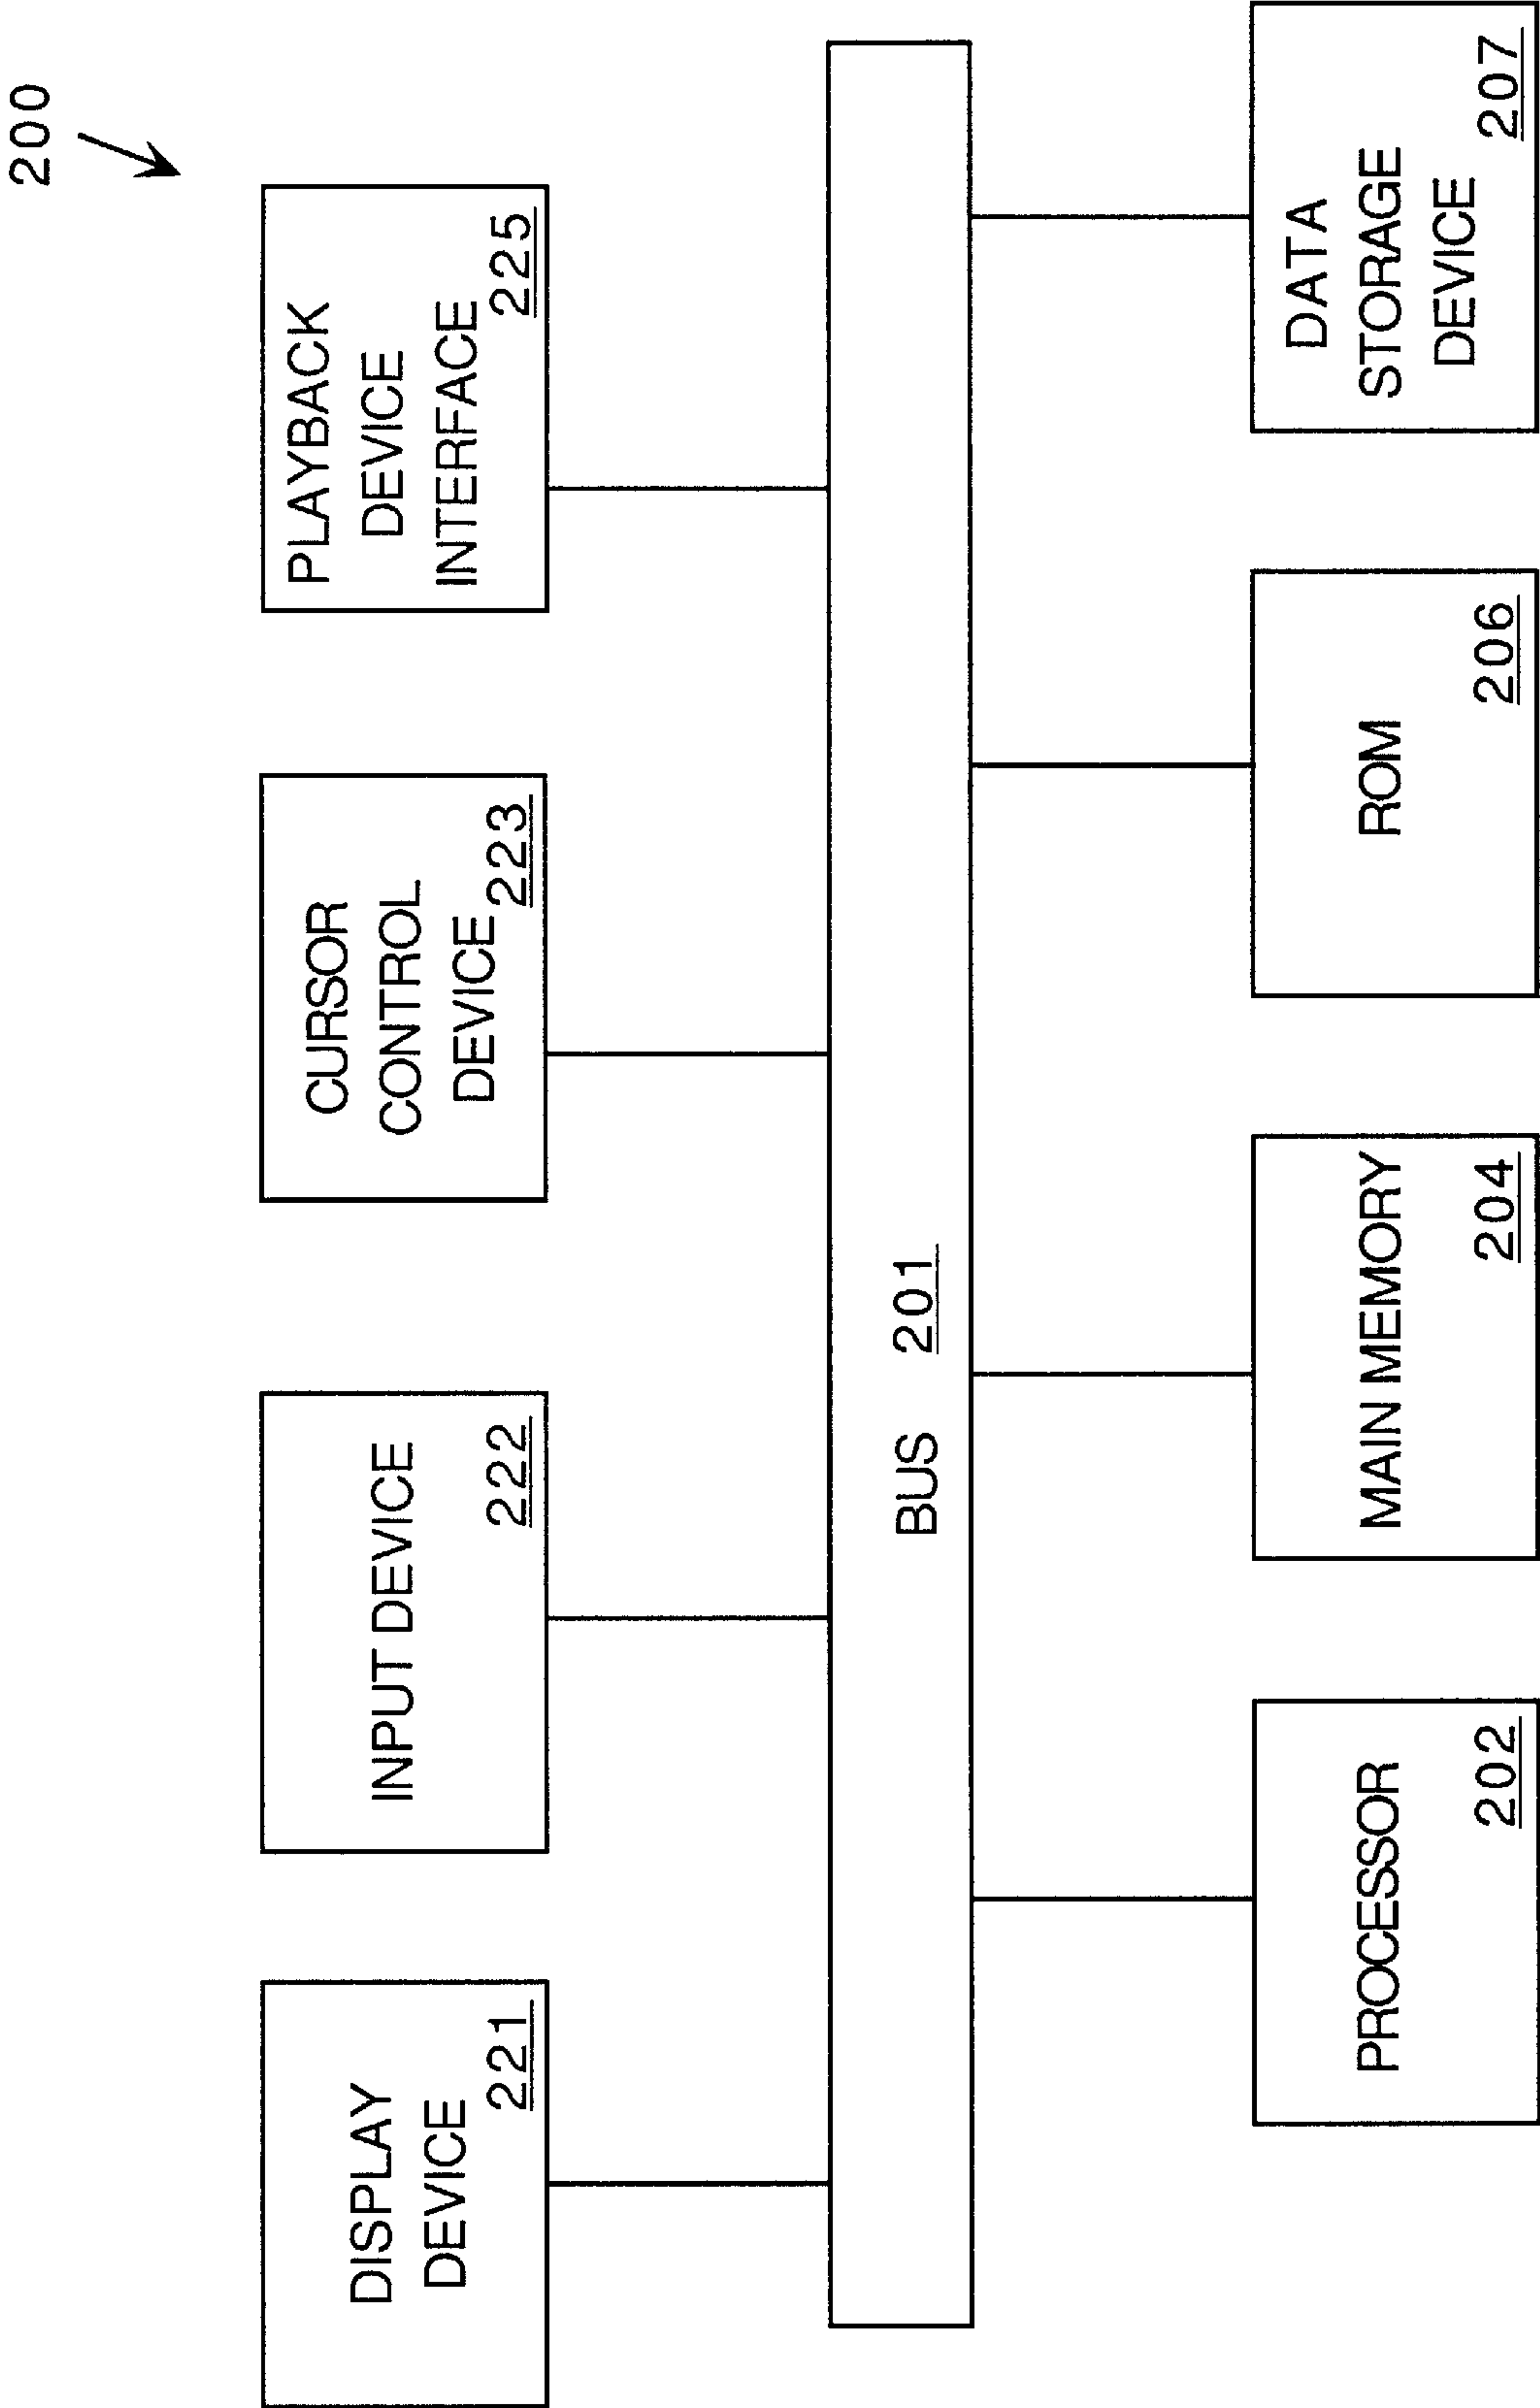 200
DISPLAY
DEVICE
221
INPUT DEVICE
222
CURSOR
CONTROL
DEVICE
223
PLAYBACK
DEVICE
INTERFACE
225
BUS 201
PROCESSOR
202
MAIN MEMORY
204
ROM
206
DATA
STORAGE
DEVICE
207